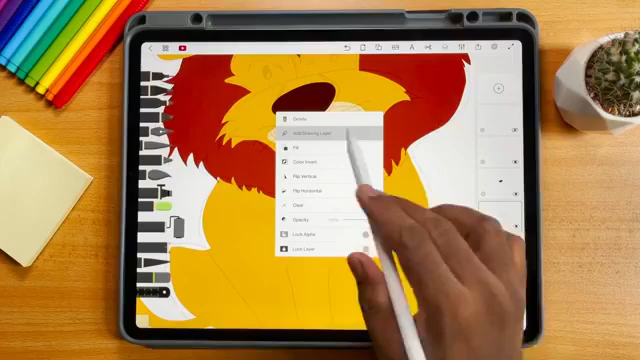 Delete
Add Drawing Layer
Fill
Color Invert
Flip Vertical
Flip Horizontal
Clear
Opacity
Lock Alpha
Lock Layer